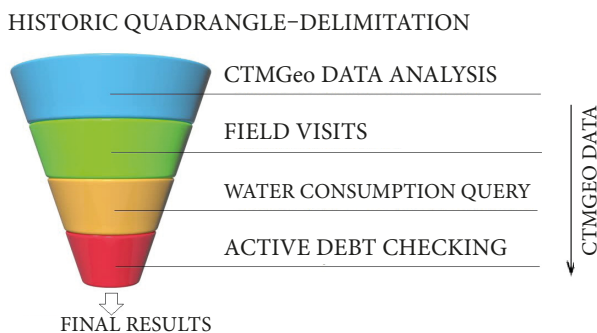 HISTORIC QUADRANGLE-DELIMITATION
CTMGeo DATA ANALYSIS
FIELD VISITS
WATER CONSUMPTION QUERY
ACTIVE DEBT CHECKING
CTMGEO DATA
FINAL RESULTS